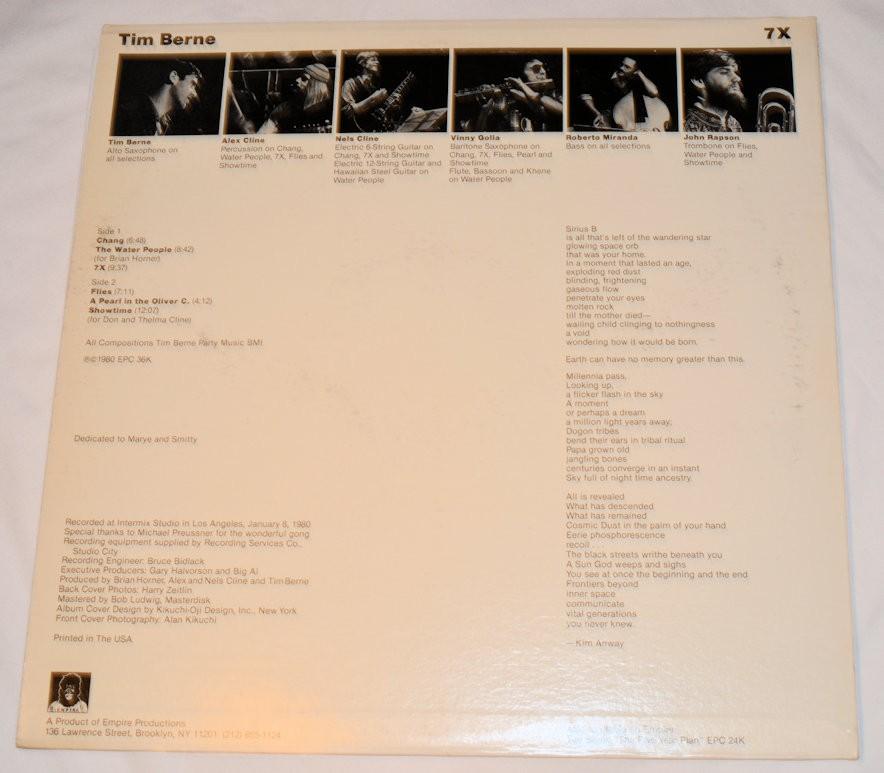 Tim Berne
7X
Tim Berne
Alto Saxophone on
all selections
Alex Cline
Percussion on Chang,
Water People, 7X, Flies and
Showtime
Nels Cline
Electric 6-String Guitar on
Chang, 7X and Showtime
Electric 12-String Guitar and
Hawaiian Steel Guitar on
Water People
Vinny Golia
Baritone Saxophone on
Chang, 7X, Flies, Pearl and
Showtime
Flute, Bassoon and Khene
on Water People
Roberto Miranda
Bass on all selections
John Rapson
Trombone on Flies,
Water People and
Showtime
Side 1
Chang (6:48)
The Water People (8:42)
(for Brian Horner)
7X (9:37)
Side 2
Flies (7:11)
A Pearl in the Oliver C. (4:12)
Showtime (12:07)
(for Don and Thelma Cline)
All Compositions Tim Berne Party Music BMI
℗©1980 EPC 36K
Dedicated to Marye and Smitty
Recorded at Intermix Studio in Los Angeles, January 8, 1980
Special thanks to Michael Preussner for the wonderful gong
Recording equipment supplied by Recording Services Co.,
Studio City
Recording Engineer: Bruce Bidlack
Executive Producers: Gary Halvorson and Big Al
Produced by Brian Horner, Alex and Nels Cline and Tim Berne
Back Cover Photos: Harry Zeitlin
Mastered by Bob Ludwig, Masterdisk
Album Cover Design by Kikuchi-Oji Design, Inc., New York
Front Cover Photography: Alan Kikuchi
Printed in The USA
EMPIRE
A Product of Empire Productions
136 Lawrence Street, Brooklyn, NY 11201 (212) 855-1124
Sirius B
is all that's left of the wandering star
glowing space orb
that was your home.
In a moment that lasted an age,
exploding red dust
blinding, frightening
gaseous flow
penetrate your eyes
molten rock
till the mother died—
wailing child clinging to nothingness
a void
wondering how it would be born.
Earth can have no memory greater than this.
Millennia pass,
Looking up,
a flicker flash in the sky
A moment
or perhaps a dream
a million light years away,
Dogon tribes
bend their ears in tribal ritual
Papa grown old
jangling bones
centuries converge in an instant
Sky full of night time ancestry.
All is revealed
What has descended
What has remained
Cosmic Dust in the palm of your hand
Eerie phosphorescence
recoil . . .
The black streets writhe beneath you
A Sun God weeps and sighs
You see at once the beginning and the end
Frontiers beyond
inner space
communicate
vital generations
you never knew.
—Kim Anway
on Empire
"The Five Year Plan," EPC 24K